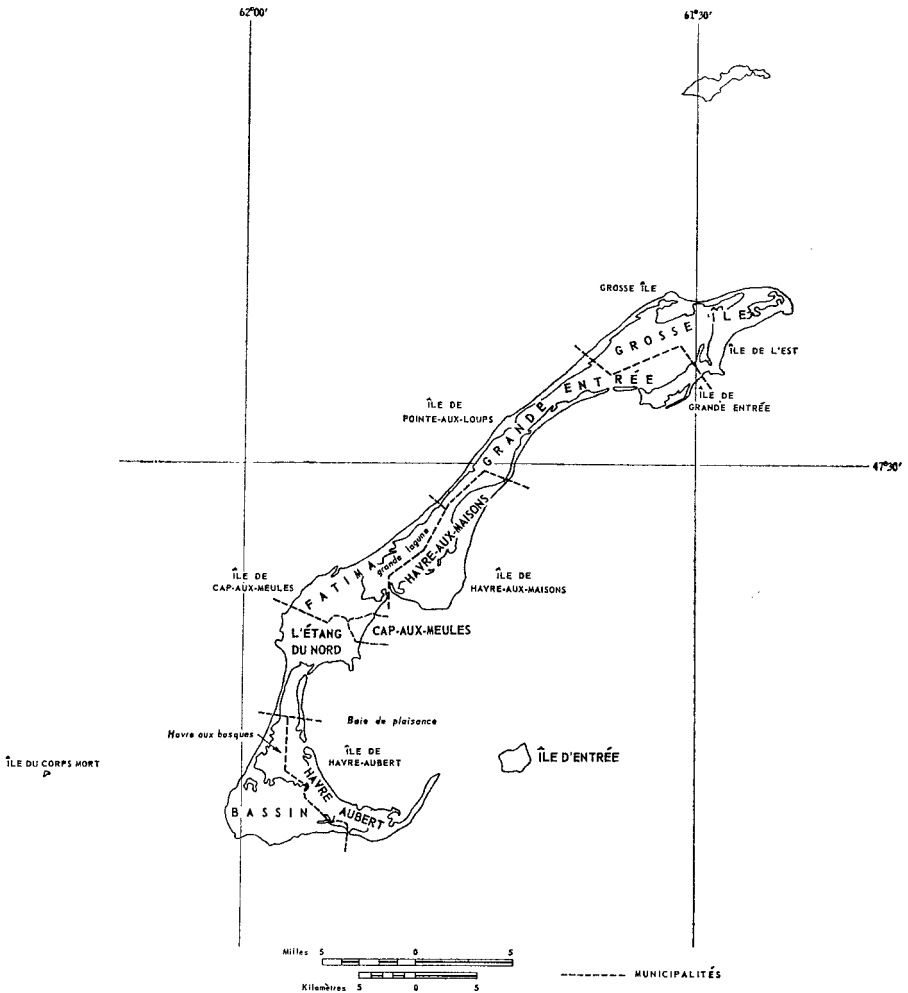 62°00'
61°30'
GROSSE ÎLE
GROSSE ÎLES
ÎLE DE L'EST
GRANDE ENTRÉE
ÎLE DE
GRANDE ENTRÉE
ÎLE DE
POINTE-AUX-LOUPS
47°30'
HAVRE-AUX-MAISONS
grande lagune
FATIMA
ÎLE DE
CAP-AUX-MEULES
ÎLE DE
HAVRE-AUX-MAISONS
L'ÉTANG
DU NORD
CAP-AUX-MEULES
Baie de plaisance
Havre aux basques
ÎLE DE
HAVRE-AUBERT
ÎLE D'ENTRÉE
ÎLE DU CORPS MORT
HAVRE AUBERT
BASSIN
Milles 5 0 5
Kilomètres 5 0 5
MUNICIPALITÉS